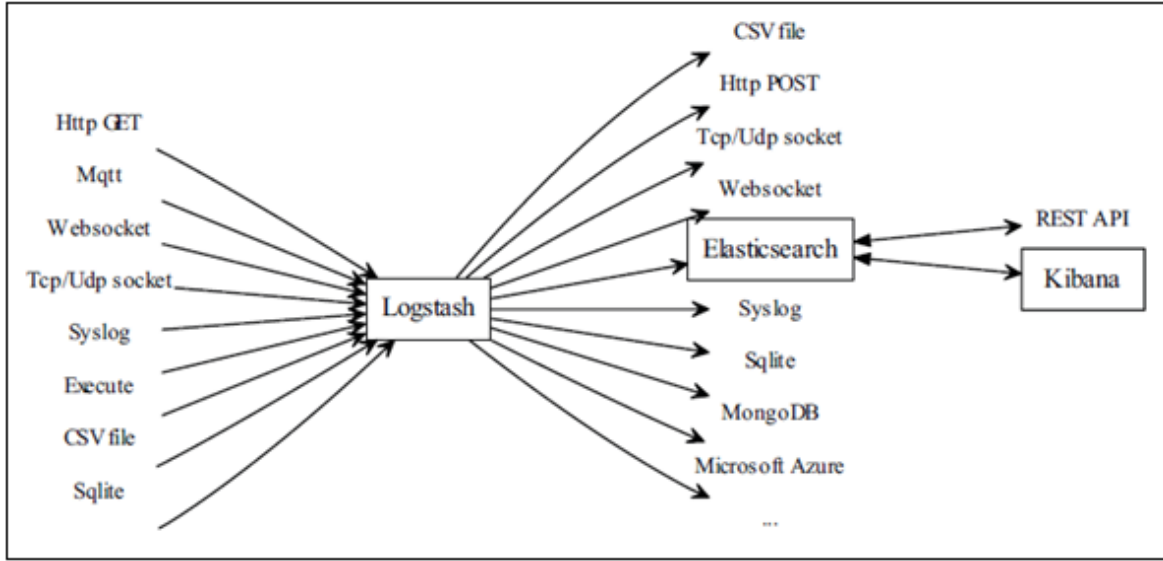 Http GET
Mqtt
Websocket
Tcp/Udp socket
Syslog
Execute
CSV file
Sqlite
Logstash
CSV file
Http POST
Tcp/Udp socket
Websocket
Elasticsearch
Syslog
Sqlite
MongoDB
Microsoft Azure
...
REST API
Kibana